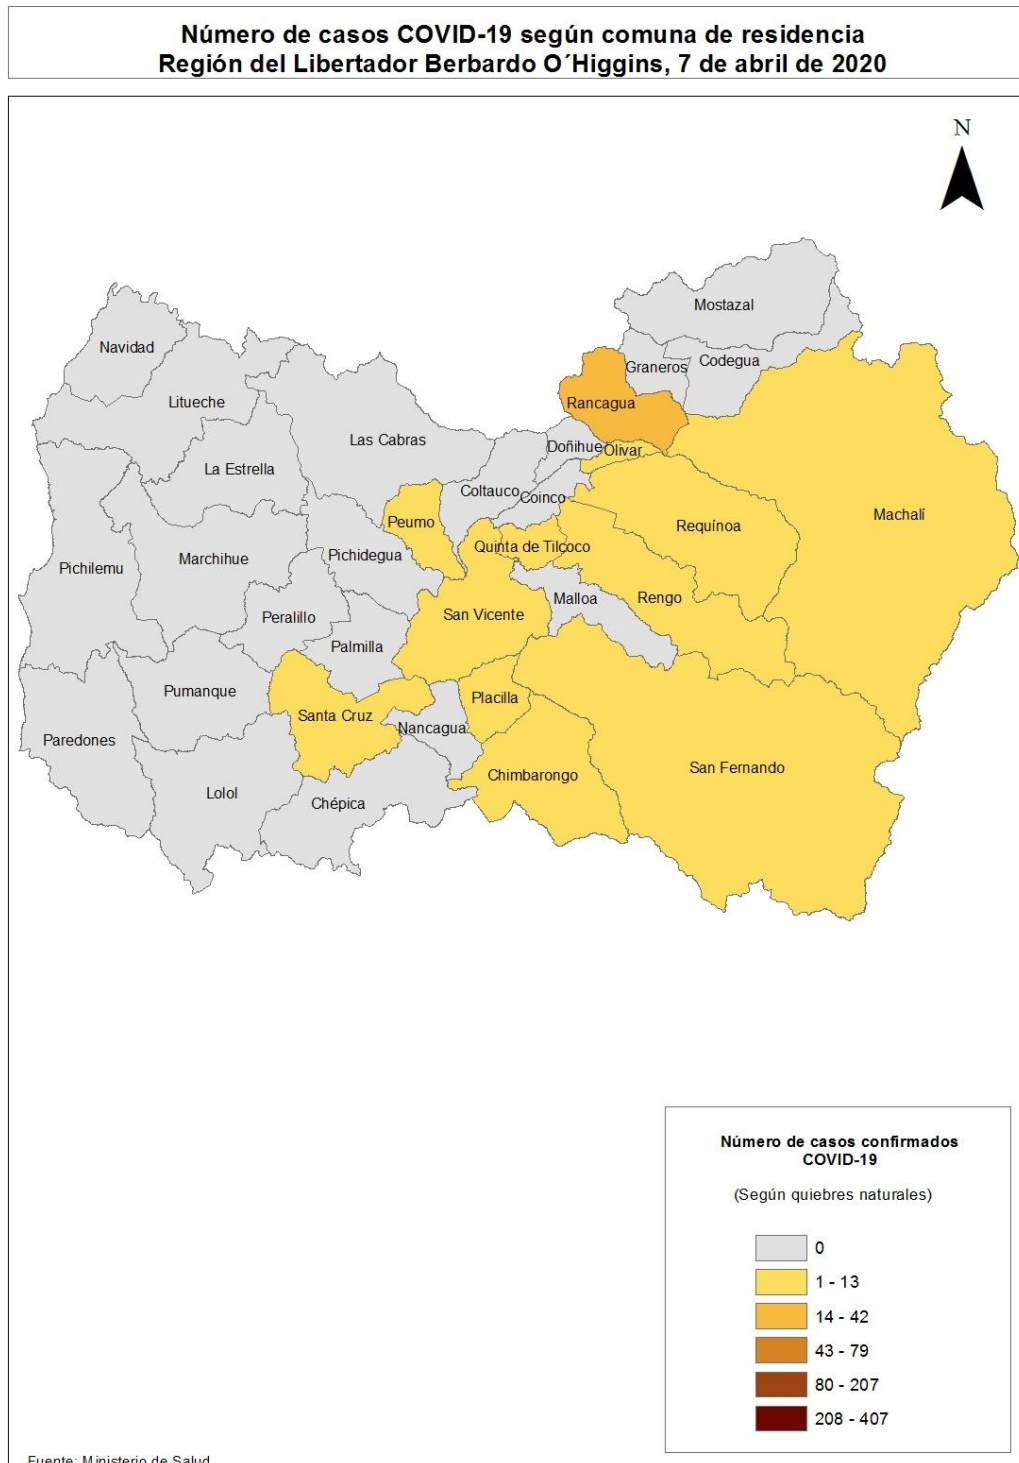 Número de casos COVID-19 según comuna de residencia
Región del Libertador Berbardo O´Higgins, 7 de abril de 2020
N
Mostazal
Navidad
Graneros
Codegua
Litueche
Rancagua
Las Cabras
Doñihue
Olivar
La Estrella
Coltauco
Coinco
Peumo
Requínoa
Machalí
Quinta de Tilcoco
Pichilemu
Marchihue
Pichidegua
Malloa
Rengo
Peralillo
San Vicente
Palmilla
Pumanque
Placilla
Santa Cruz
Nancagua
Paredones
San Fernando
Chimbarongo
Lolol
Chépica
Número de casos confirmados
COVID-19
(Según quiebres naturales)
0
1 - 13
14 - 42
43 - 79
80 - 207
208 - 407
Fuente: Ministerio de Salud